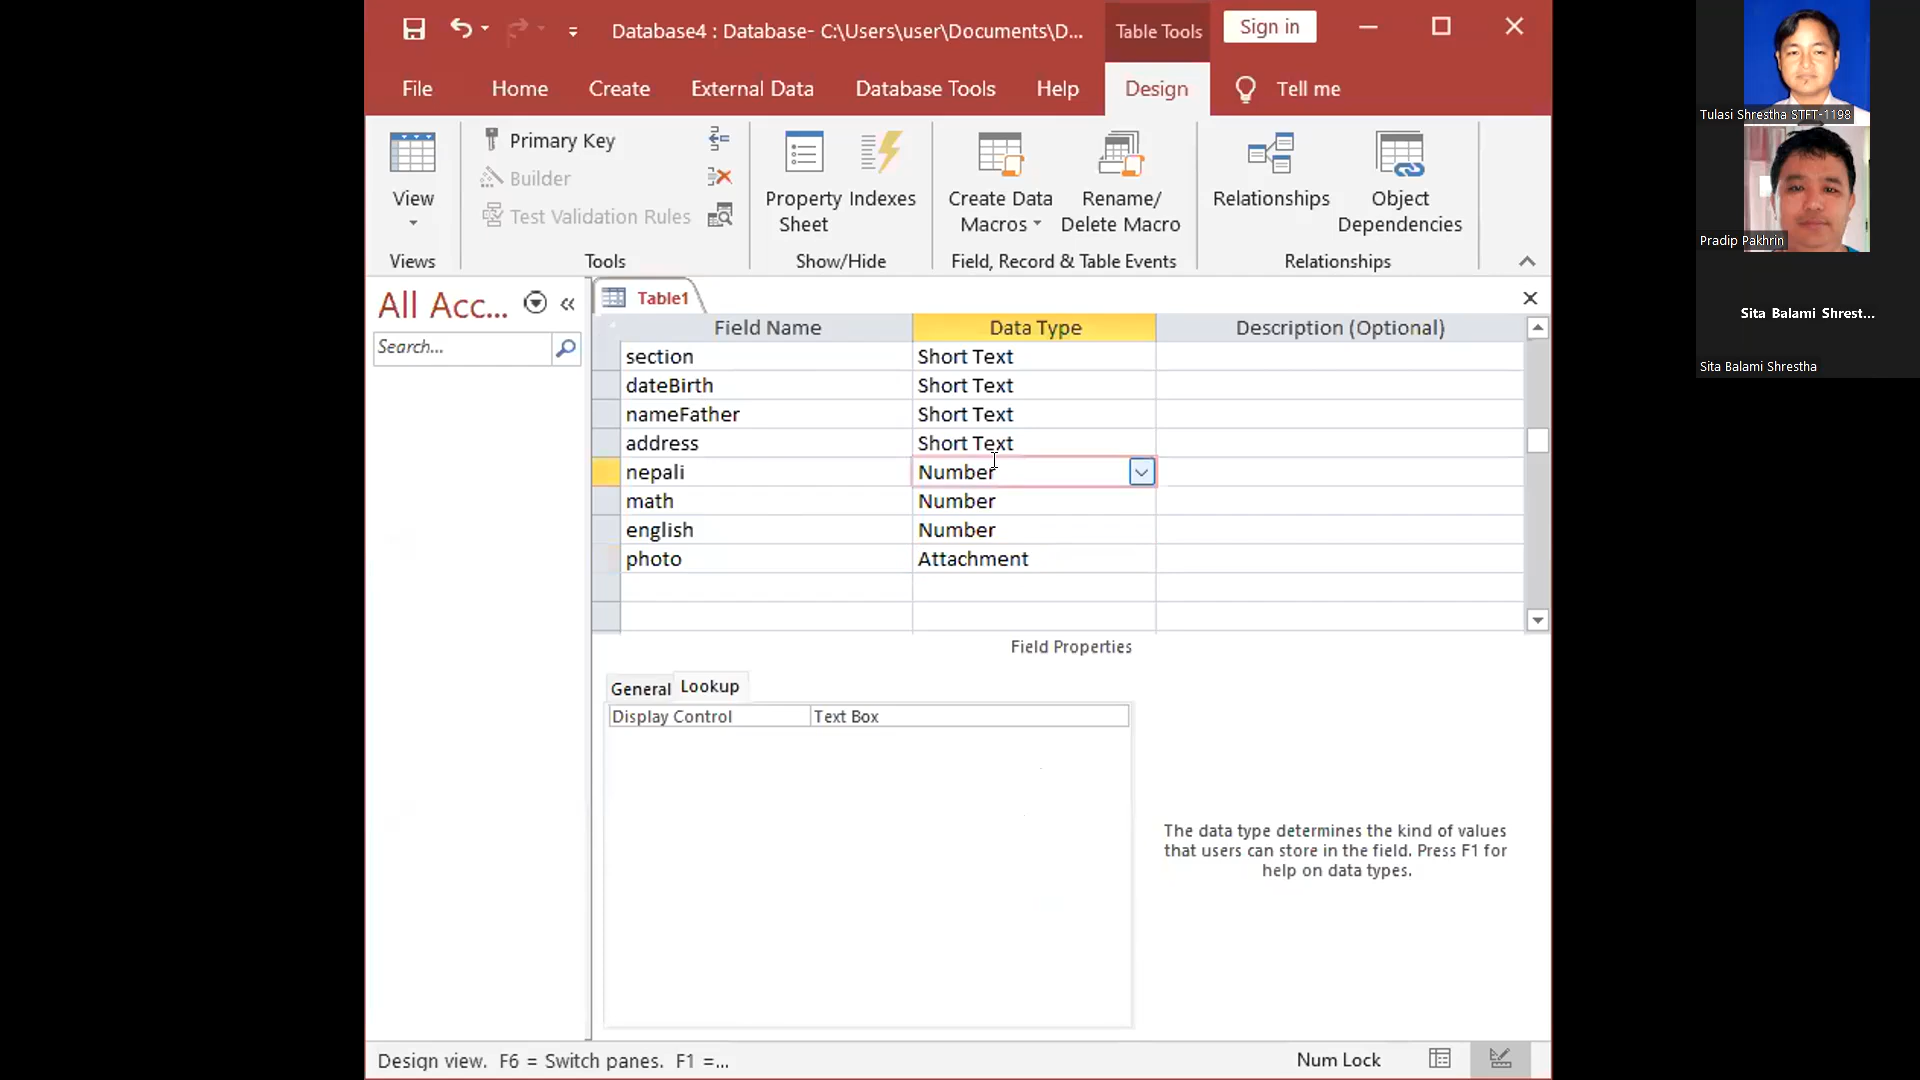 Database4 : Database- C:\Users\user\Documents\D...
Table Tools
Sign in
File
Home
Create
External Data
Database Tools
Help
Design
Tell me
View
Primary Key
Builder
Test Validation Rules
Property
Sheet
Indexes
Create Data
Macros
Rename/
Delete Macro
Relationships
Object
Dependencies
Views
Tools
Show/Hide
Field, Record & Table Events
Relationships
All Acc...
Search...
Table1
Field Name Data Type Description (Optional)
section Short Text
dateBirth Short Text
nameFather Short Text
address Short Text
nepali Number
math Number
english Number
photo Attachment
Field Properties
General Lookup
Display Control Text Box
The data type determines the kind of values
that users can store in the field. Press F1 for
help on data types.
Design view. F6 = Switch panes. F1 =...
Num Lock
Tulasi Shrestha STFT-1198
Pradip Pakhrin
Sita Balami Shrest...
Sita Balami Shrestha